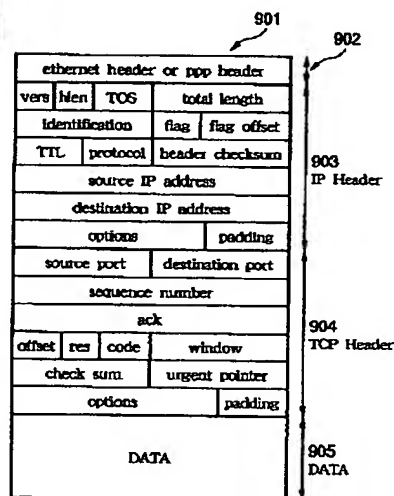 901
902
ethernet header or ppp header
vers hlen TOS total length
identification flag flag offset
TTL protocol header checksum
source IP address
destination IP address
options padding
903
IP Header
source port destination port
sequence number
ack
offset res code window
check sum urgent pointer
options padding
904
TCP Header
DATA
905
DATA